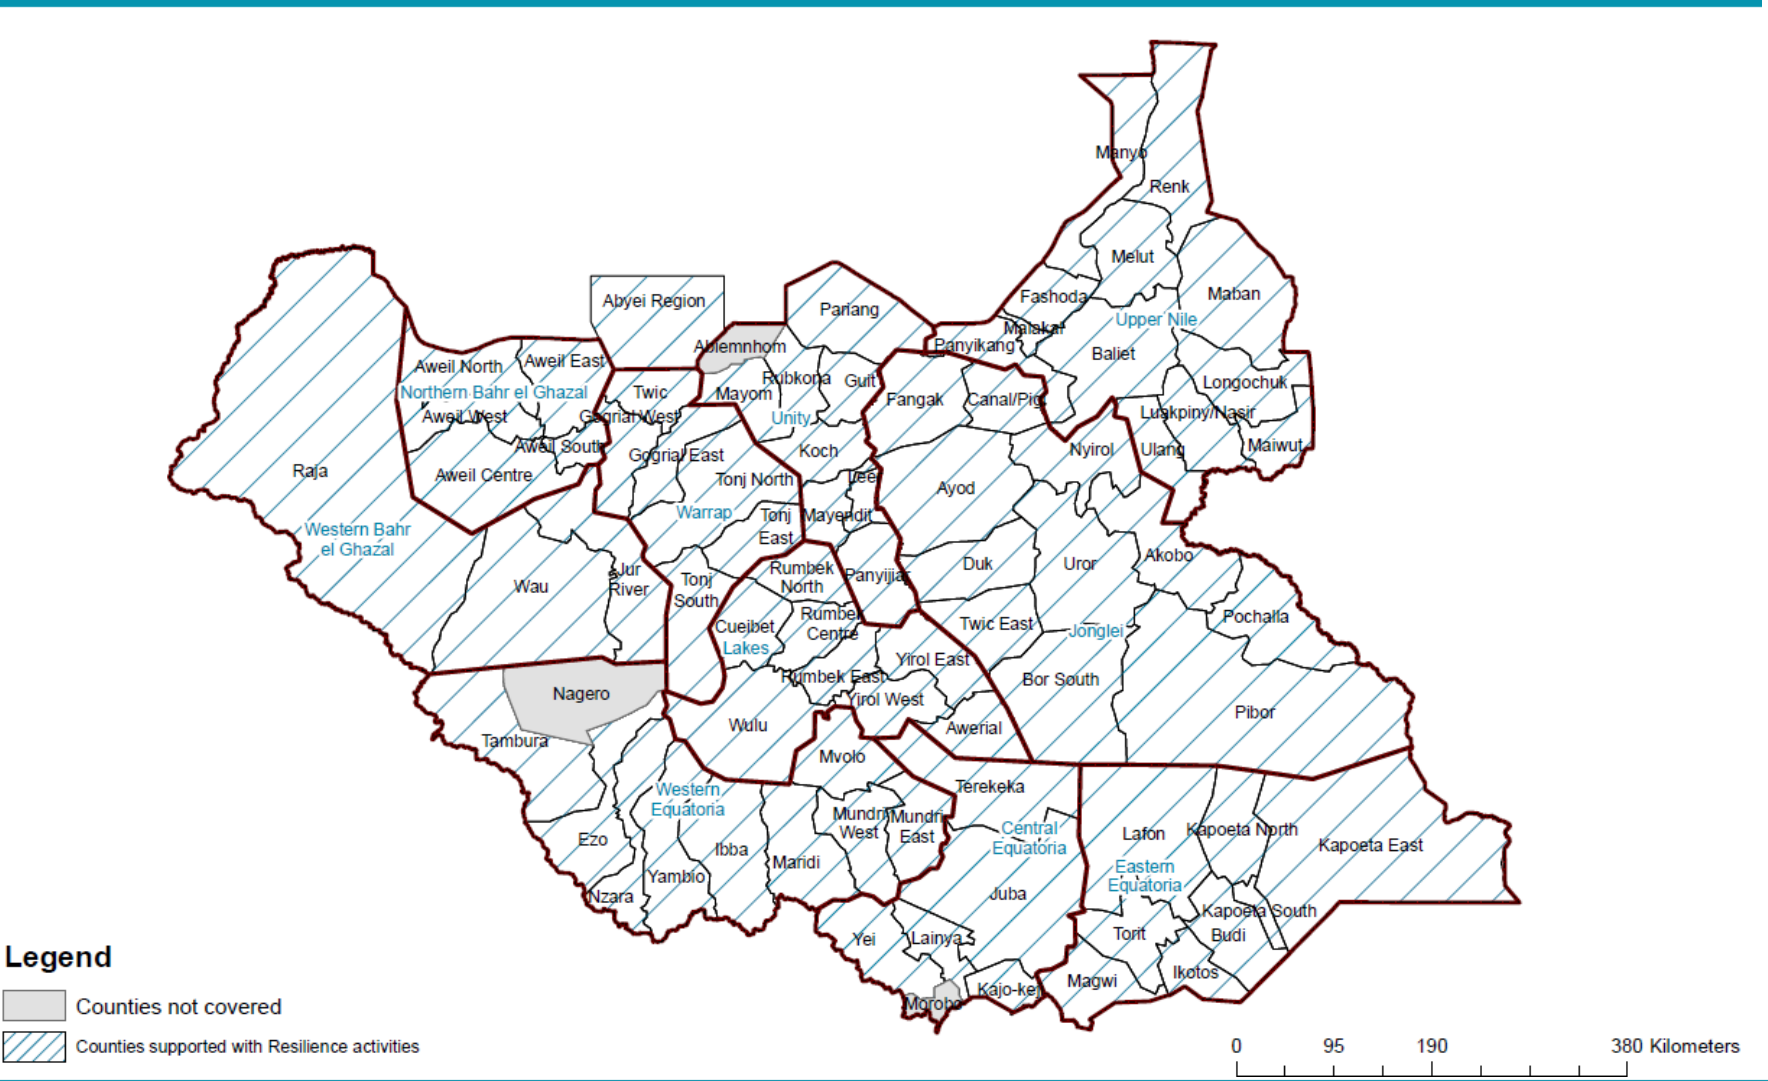 Manyo
Renk
Melut
Fashoda
Maban
Abyei Region
Pariang
Upper Nile
Malakal
Panyikang
Ablemnhom
Baliet
Aweil North
Aweil East
Rubkona
Guit
Longochuk
Northern Bahr el Ghazal
Twic
Mayom
Fangak
Canal/Pigi
Aweil West
Gogrial West
Unity
Luakpiny/Nasir
Aweil South
Gogrial East
Koch
Nyirol
Ulang
Maiwut
Raja
Aweil Centre
Tonj North
Leer
Ayod
Western Bahr
el Ghazal
Warrap
Tonj
East
Mayendit
Akobo
Wau
Jur
River
Tonj
South
Rumbek
North
Panyijiar
Duk
Uror
Cueibet
Rumbek
Centre
Twic East
Jonglei
Pochalla
Lakes
Yirol East
Rumbek East
Bor South
Nagero
Yirol West
Pibor
Tambura
Wulu
Awerial
Mvolo
Western
Equatoria
Terekeka
Mundri
West
Mundri
East
Central
Equatoria
Lafon
Kapoeta North
Kapoeta East
Ezo
Ibba
Maridi
Eastern
Equatoria
Yambio
Nzara
Juba
Kapoeta South
Yei
Lainya
Torit
Budi
Magwi
Ikotos
Kajo-keji
Morobo
Legend
Counties not covered
Counties supported with Resilience activities
0 95 190 380 Kilometers